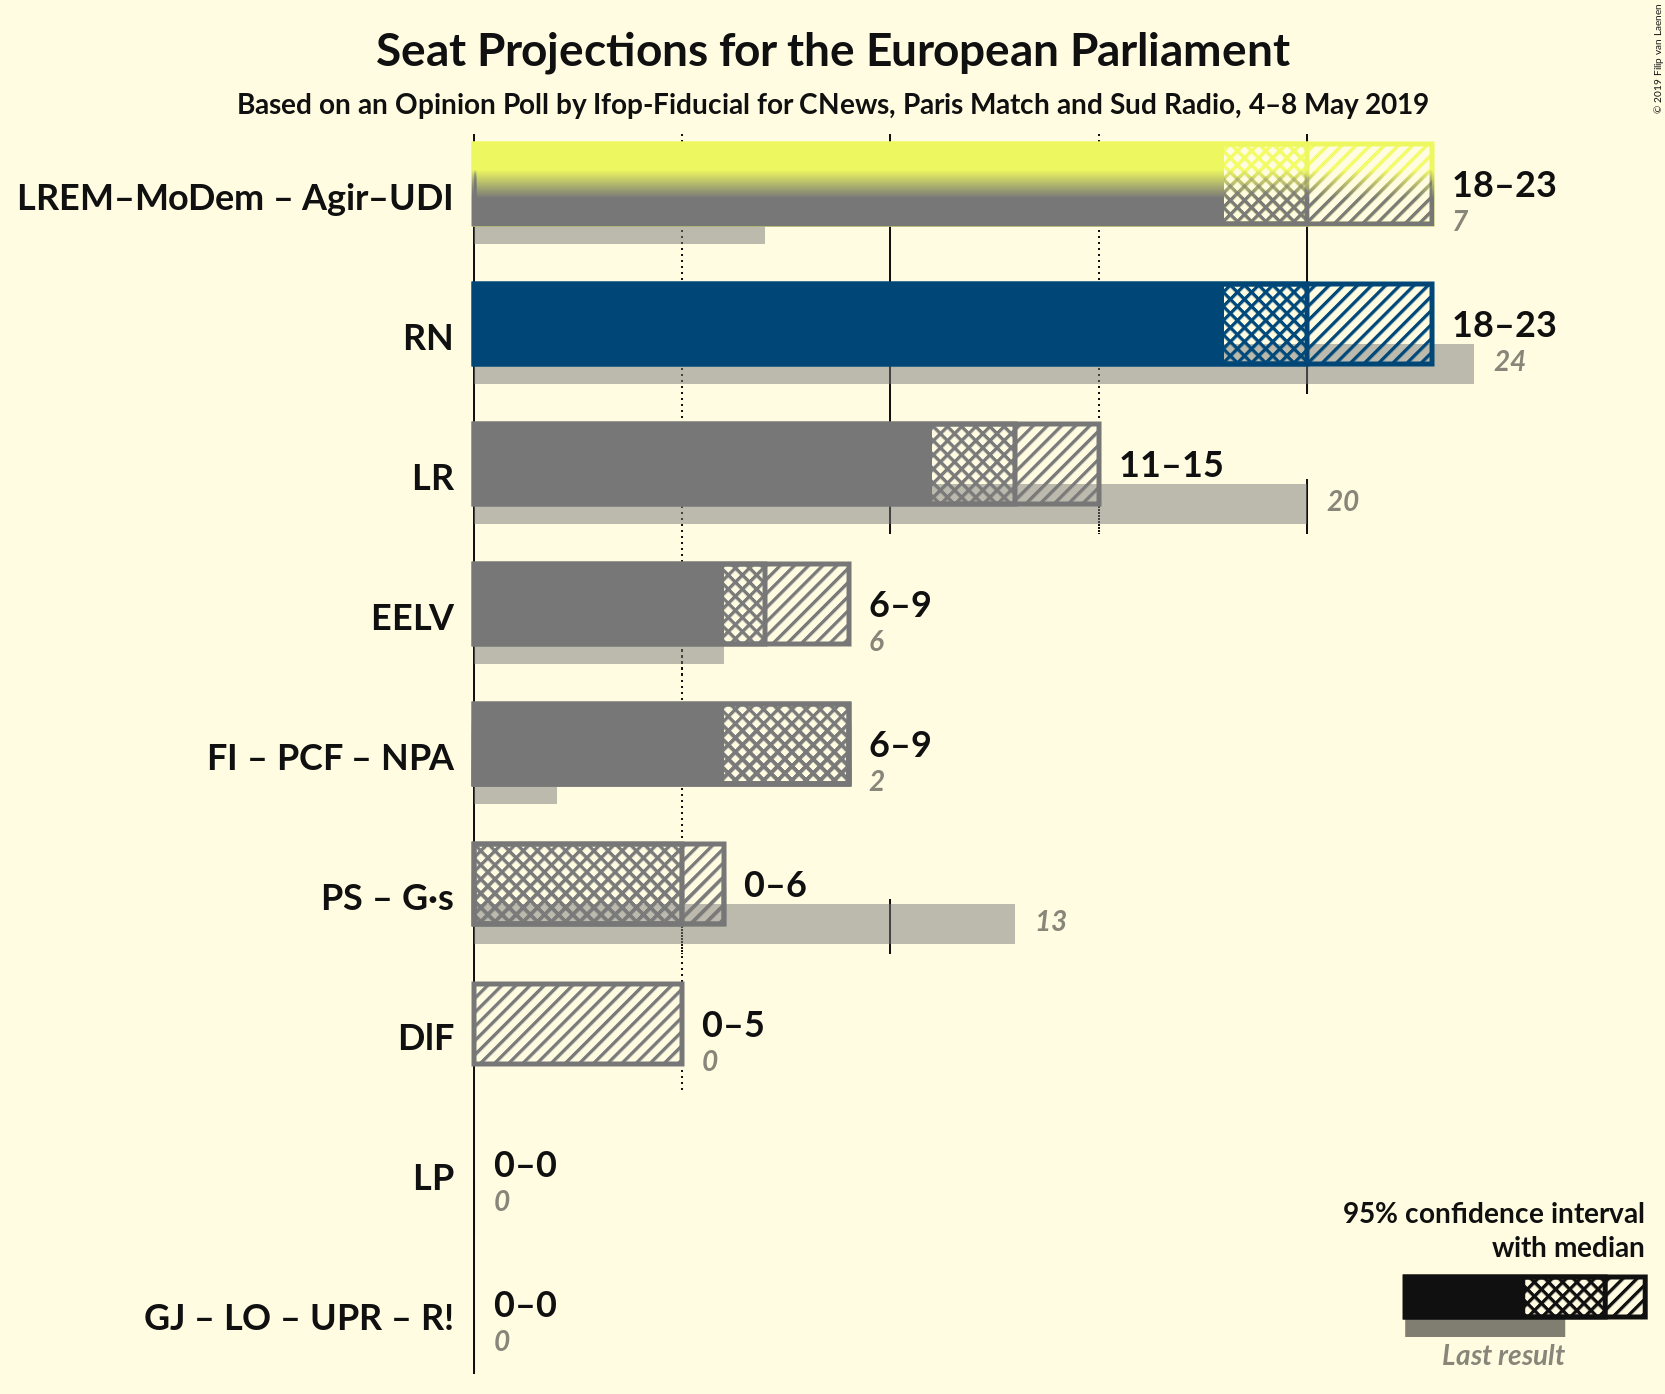 Seat Projections for the European Parliament
Based on an Opinion Poll by Ifop-Fiducial for CNews, Paris Match and Sud Radio, 4–8 May 2019
© 2019 Filip van Laenen
LREM–MoDem – Agir–UDI
18–23
7
RN
18–23
24
LR
11–15
20
EELV
6–9
6
FI – PCF – NPA
6–9
2
PS – G·s
0–6
13
DlF
0–5
0
LP
0–0
0
GJ – LO – UPR – R!
0–0
0
95% confidence interval
with median
Last result